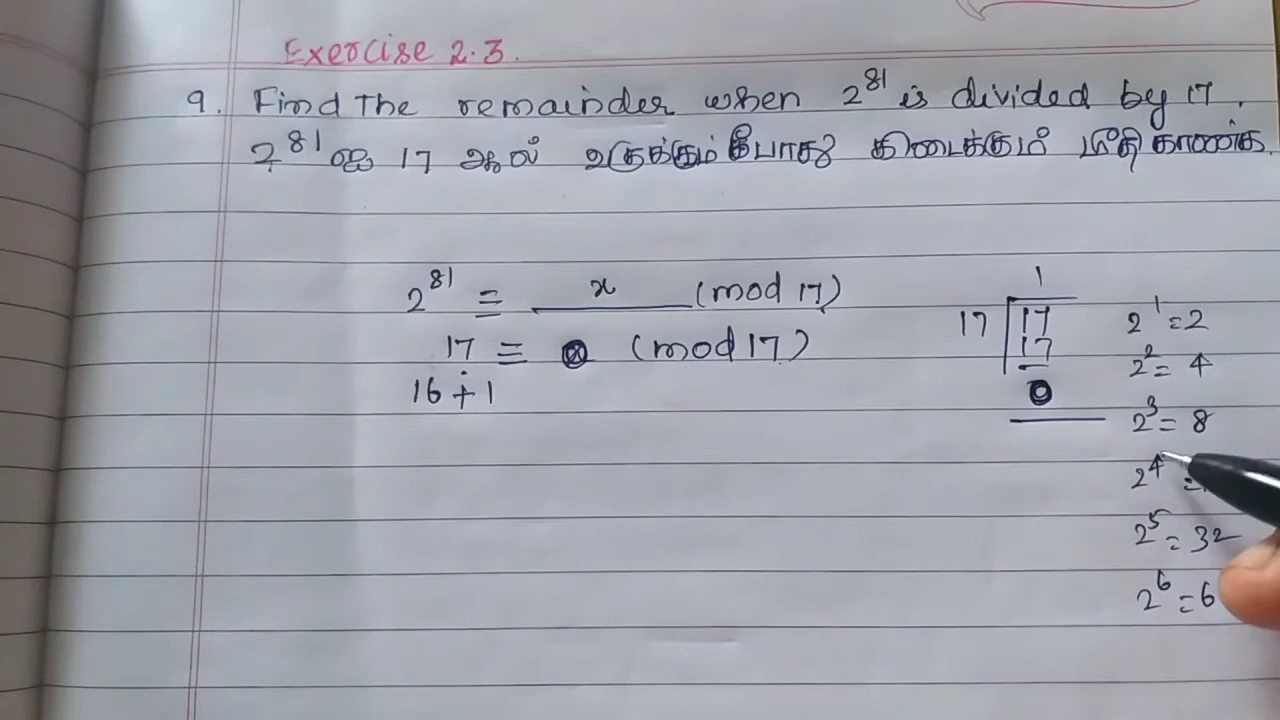 Exercise 2.3.
9. Find The remainder when 2^81 is divided by 17.
2^81 ஐ 17 ஆல் வகுக்கும் போது கிடைக்கும் மீதி காண்க.
2^81 ≡ x (mod 17)
17 ≡ 0 (mod 17)
16 + 1
1
17 17
17
0
2^1 = 2
2^2 = 4
2^3 = 8
2^4 =
2^5 = 32
2^6 = 6